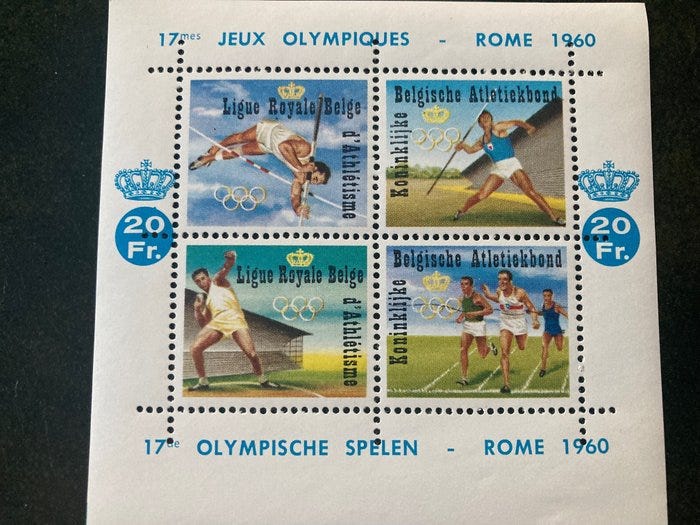 17mes JEUX OLYMPIQUES - ROME 1960
Ligue Royale Belge
d'Athlétisme
Belgische Atletiekbond
Koninklijke
20
Fr.
20
Fr.
Ligue Royale Belge
d'Athlétisme
Belgische Atletiekbond
Koninklijke
17de OLYMPISCHE SPELEN - ROME 1960